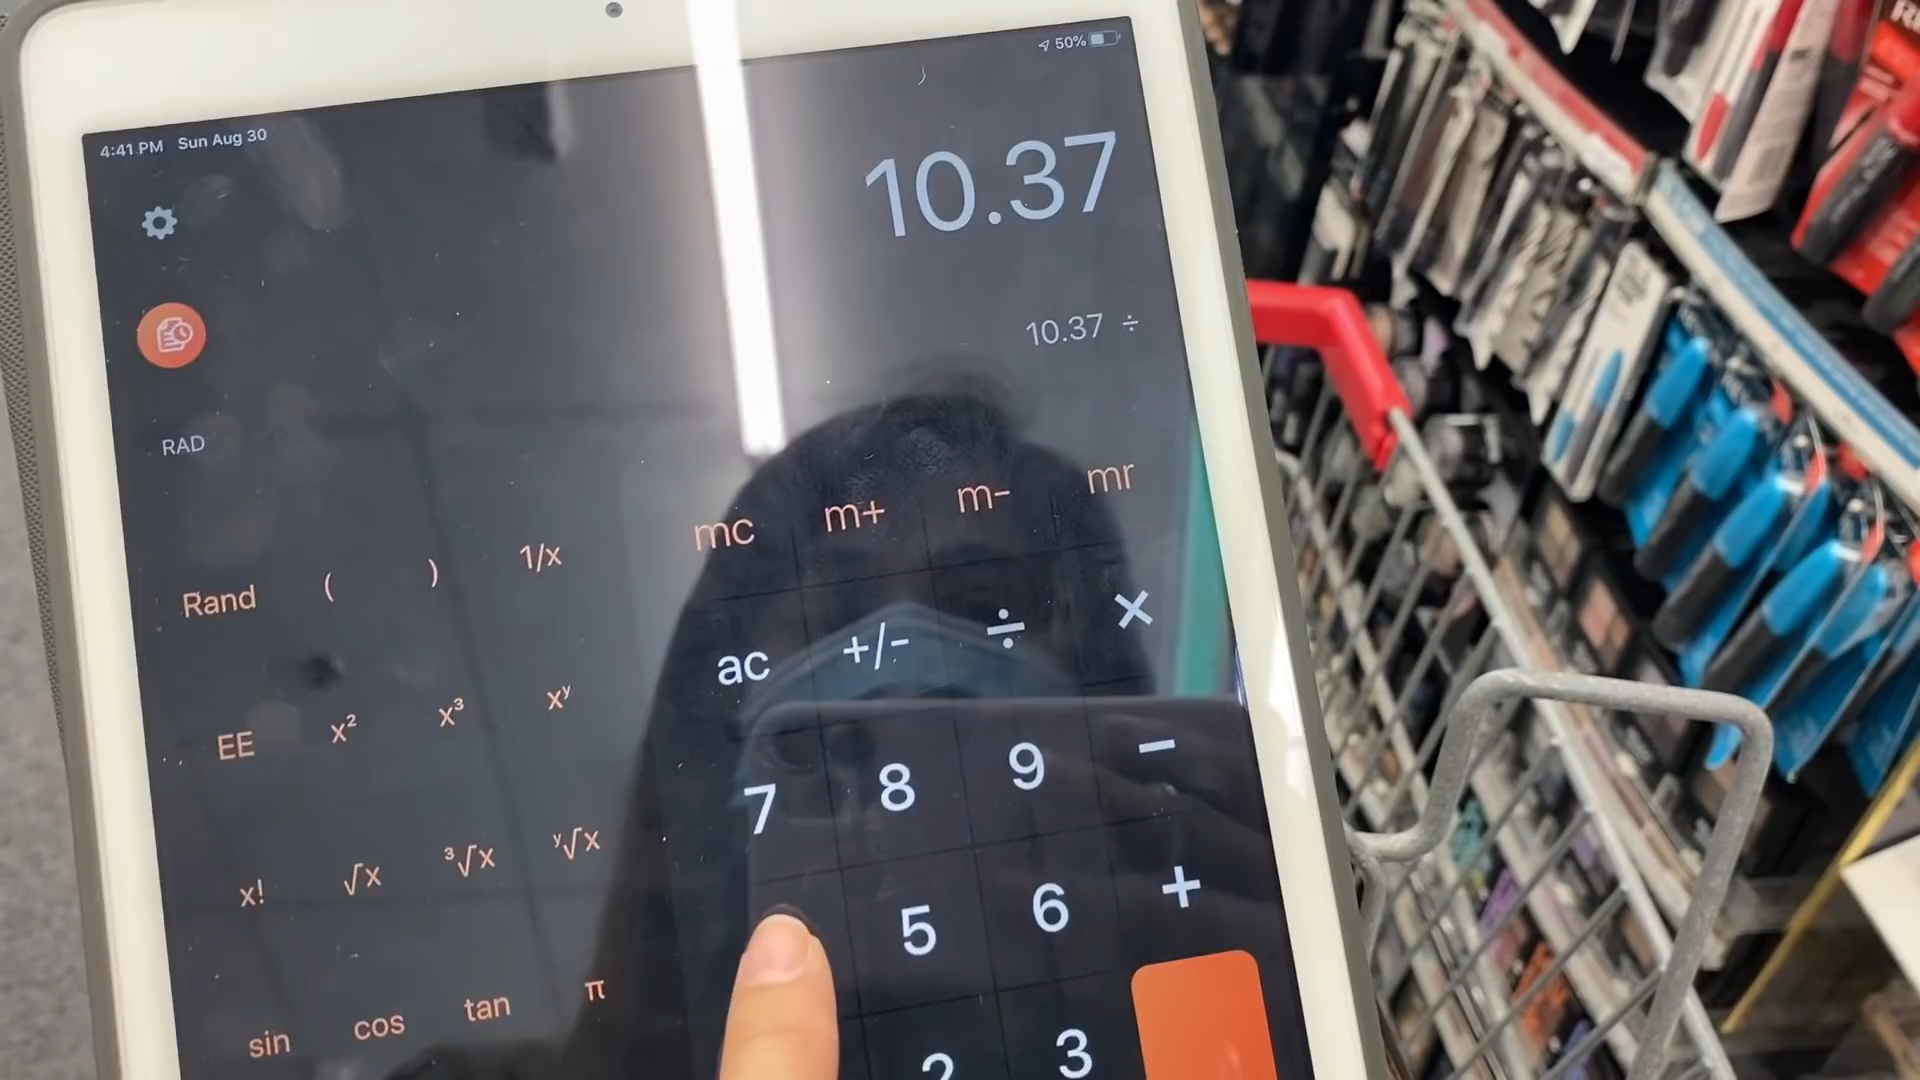 4:41 PM Sun Aug 30
50%
10.37
10.37 ÷
RAD
mc m+ m- mr
Rand ( ) 1/x
ac +/- ÷ ×
EE x² x³ xʸ
7 8 9 −
x! √x ³√x ʸ√x
5 6 +
sin cos tan π
2 3